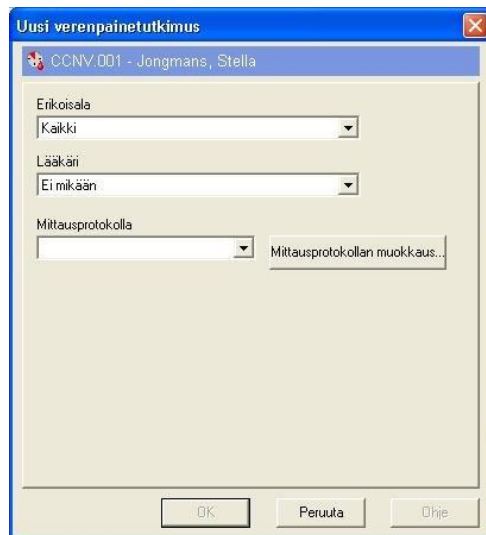 Uusi verenpainetutkimus
CCNV.001 - Jongmans, Stella
Erikoisala
Kaikki
Lääkäri
Ei mikään
Mittausprotokolla
Mittausprotokollan muokkaus...
OK
Peruuta
Ohje